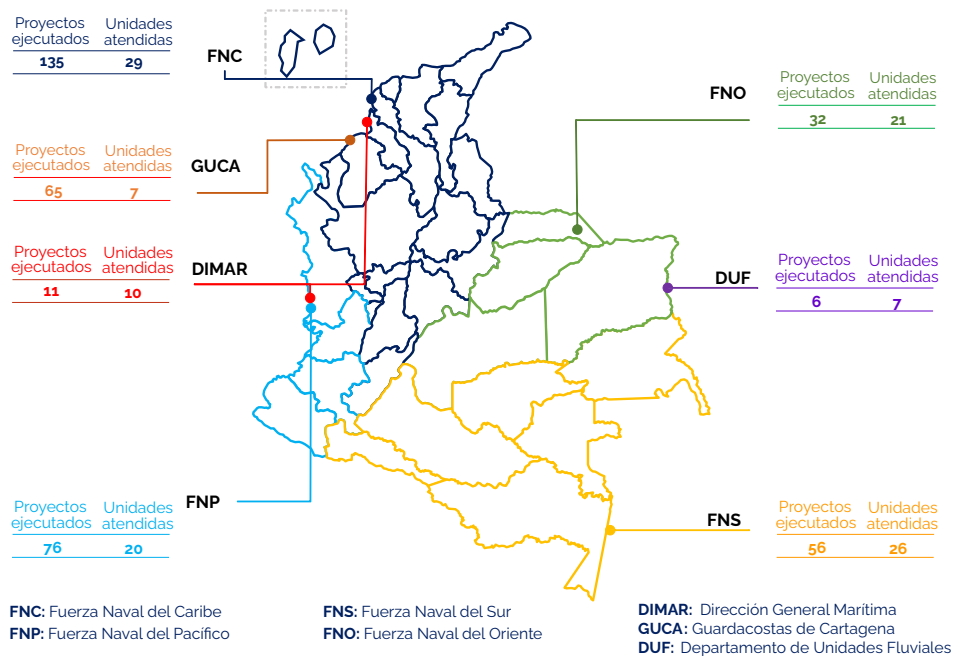 Proyectos ejecutados
Unidades atendidas
135
29
FNC
Proyectos ejecutados
Unidades atendidas
65
7
GUCA
Proyectos ejecutados
Unidades atendidas
11
10
DIMAR
Proyectos ejecutados
Unidades atendidas
76
20
FNP
FNO
Proyectos ejecutados
Unidades atendidas
32
21
DUF
Proyectos ejecutados
Unidades atendidas
6
7
FNS
Proyectos ejecutados
Unidades atendidas
56
26
FNC: Fuerza Naval del Caribe
FNP: Fuerza Naval del Pacífico
FNS: Fuerza Naval del Sur
FNO: Fuerza Naval del Oriente
DIMAR: Dirección General Marítima
GUCA: Guardacostas de Cartagena
DUF: Departamento de Unidades Fluviales